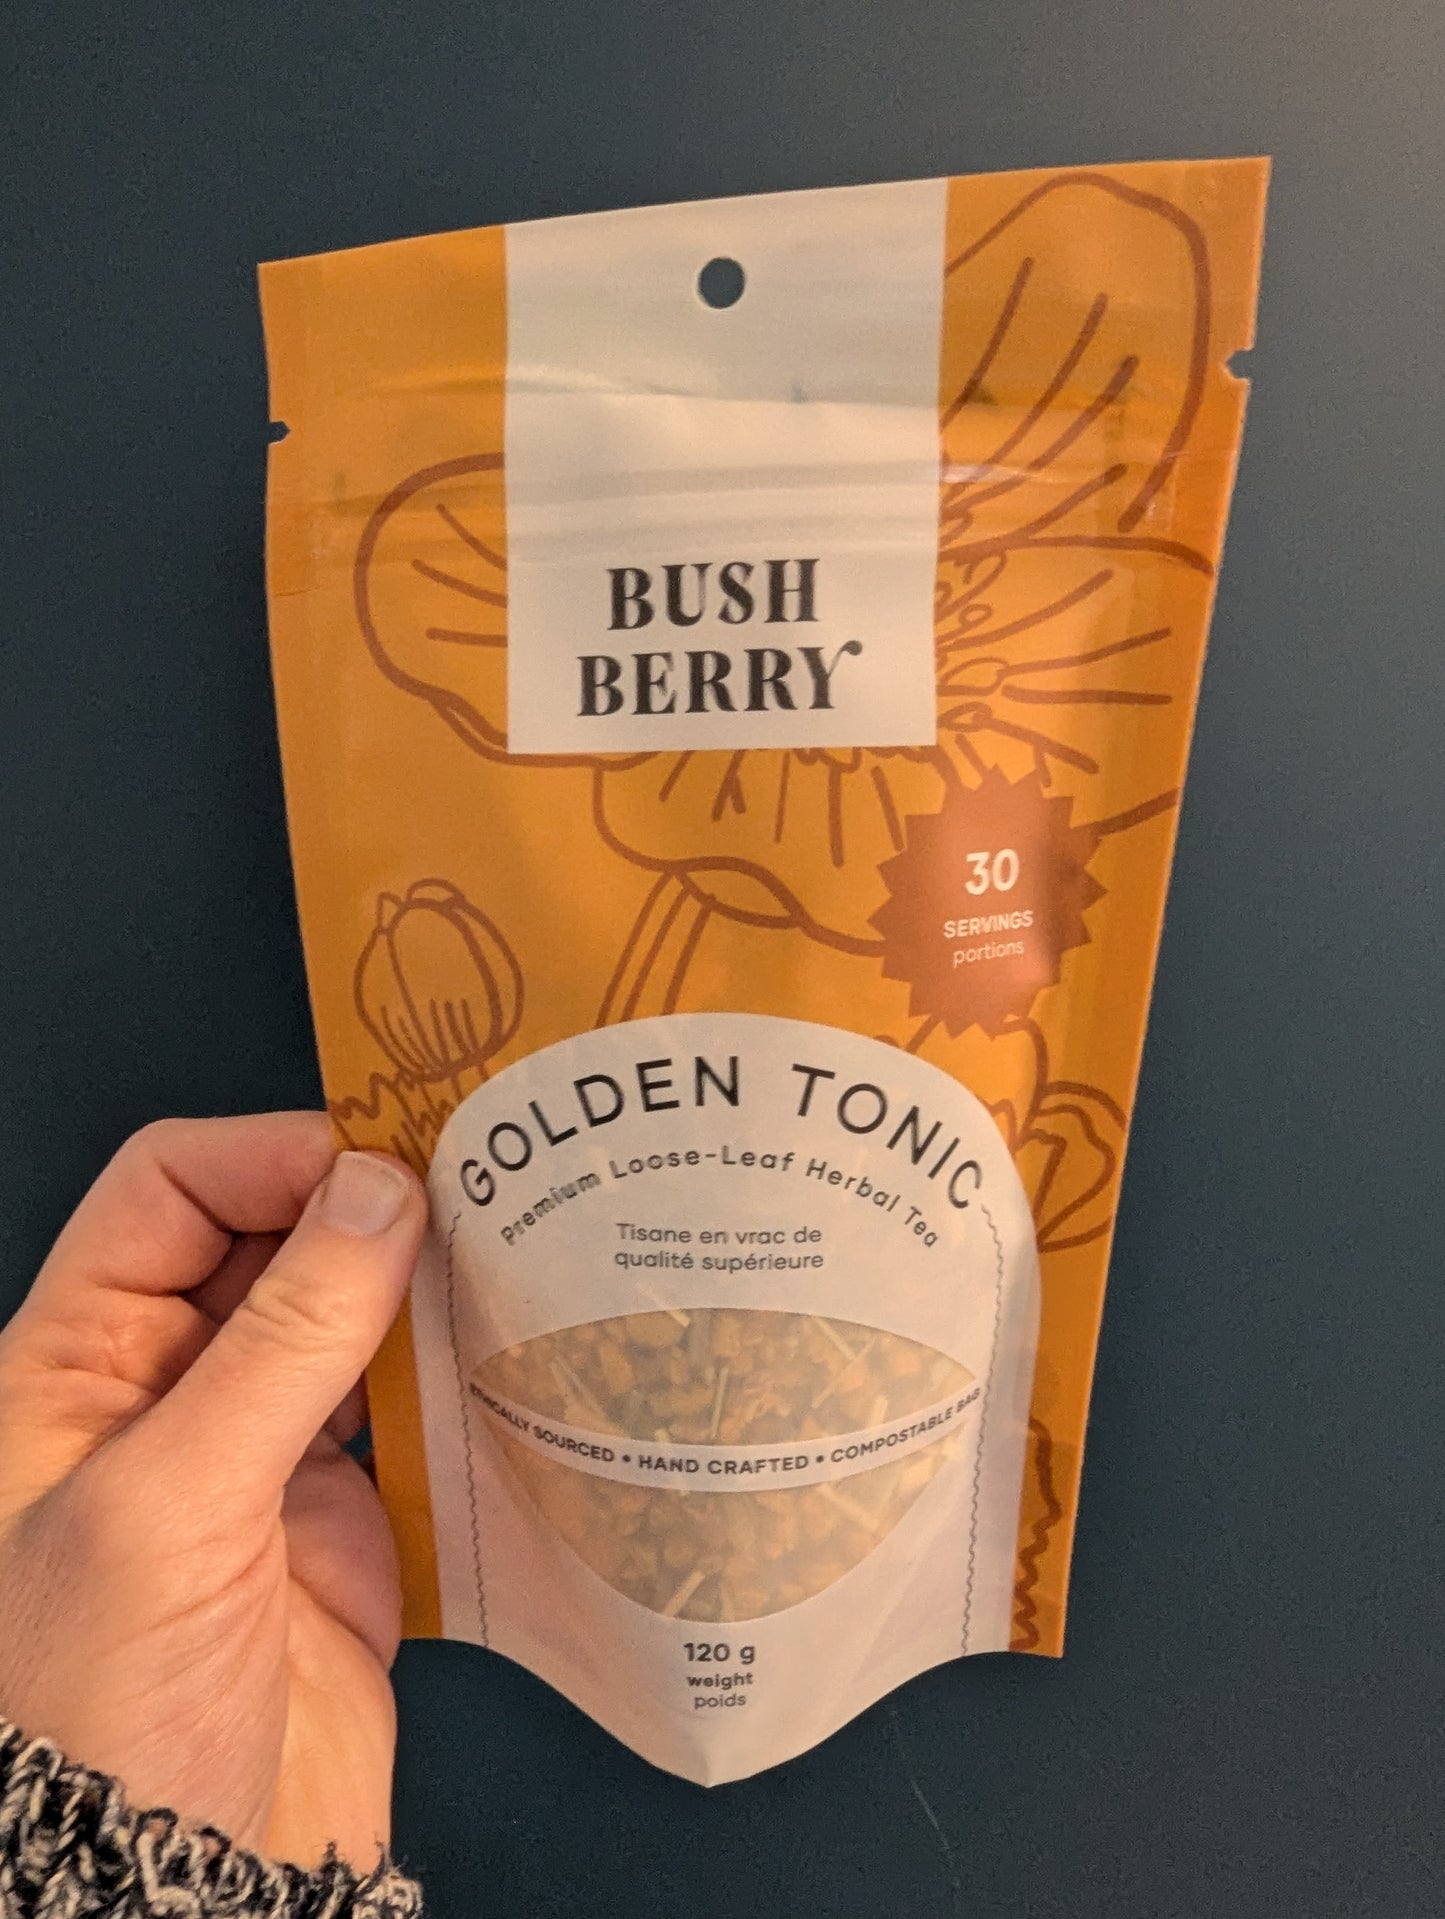 BUSH
BERRY
30
SERVINGS
portions
GOLDEN TONIC
Premium Loose-Leaf Herbal Tea
Tisane en vrac de
qualité supérieure
ETHICALLY SOURCED • HAND CRAFTED • COMPOSTABLE BAG
120 g
weight
poids